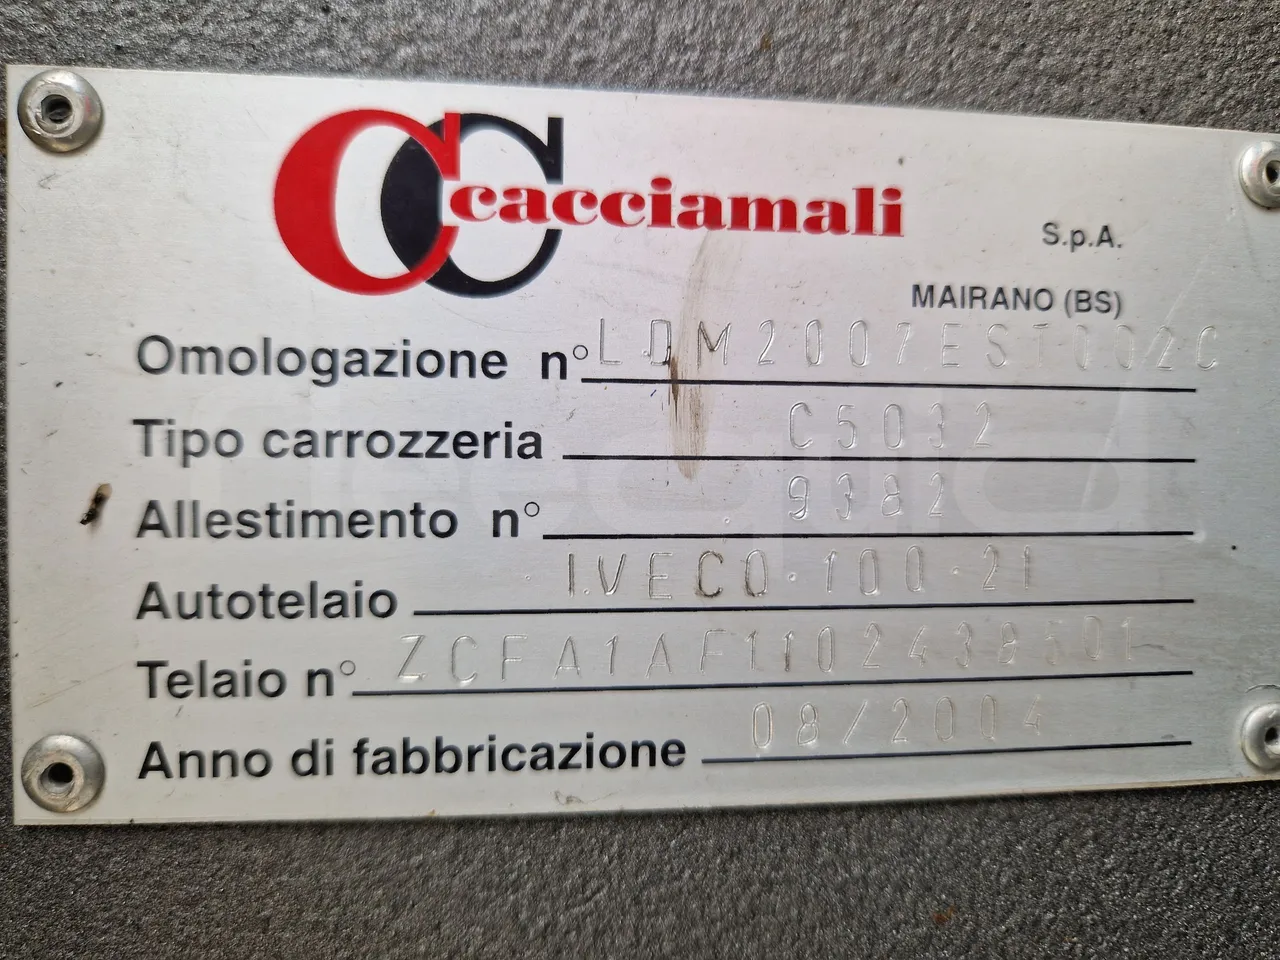 CC cacciamali
S.p.A.
MAIRANO (BS)
Omologazione n° LDM2007EST002C
Tipo carrozzeria C5032
Allestimento n° 9382
Autotelaio IVECO·100·21
Telaio n° ZCFA1AF1102438501
Anno di fabbricazione 08/2004